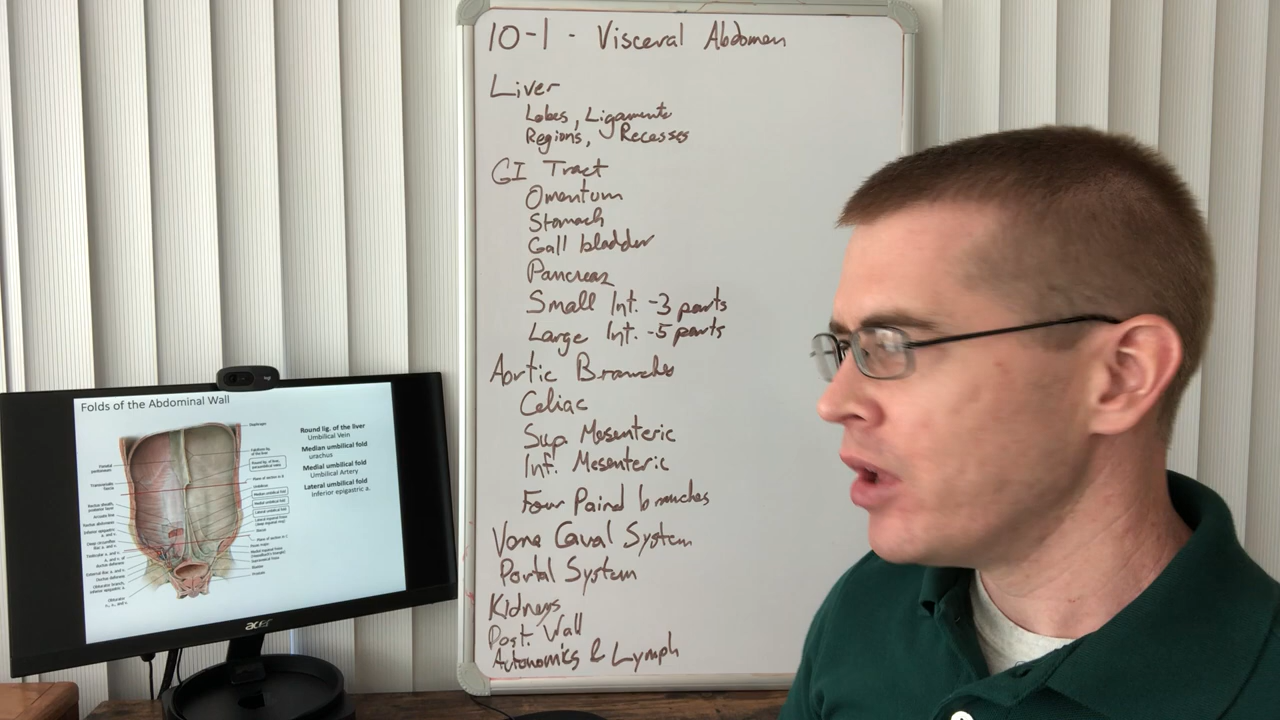 10-1 - Visceral Abdomen
Liver
Lobes, Ligaments
Regions, Recesses
GI Tract
Omentum
Stomach
Gall bladder
Pancreas
Small Int. - 3 parts
Large Int. - 5 parts
Aortic Branches
Celiac
Sup Mesenteric
Inf. Mesenteric
Four Paired branches
Vena Caval System
Portal System
Kidneys
Post. Wall
Autonomics & Lymph
Folds of the Abdominal Wall
Round lig. of the liver
Umbilical Vein
Median umbilical fold
urachus
Medial umbilical fold
Umbilical Artery
Lateral umbilical fold
inferior epigastric a.
acer